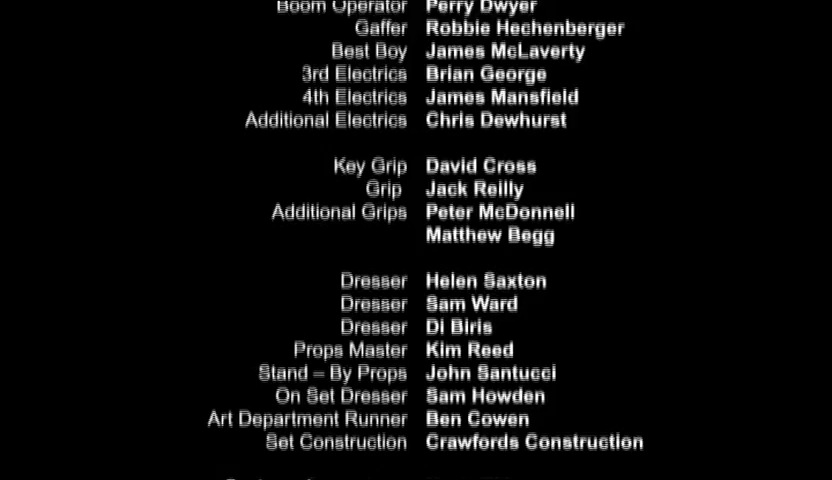 Boom Operator Perry Dwyer
Gaffer Robbie Hechenberger
Best Boy James McLaverty
3rd Electrics Brian George
4th Electrics James Mansfield
Additional Electrics Chris Dewhurst
Key Grip David Cross
Grip Jack Reilly
Additional Grips Peter McDonnell
Matthew Begg
Dresser Helen Saxton
Dresser Sam Ward
Dresser Di Biris
Props Master Kim Reed
Stand – By Props John Santucci
On Set Dresser Sam Howden
Art Department Runner Ben Cowen
Set Construction Crawfords Construction